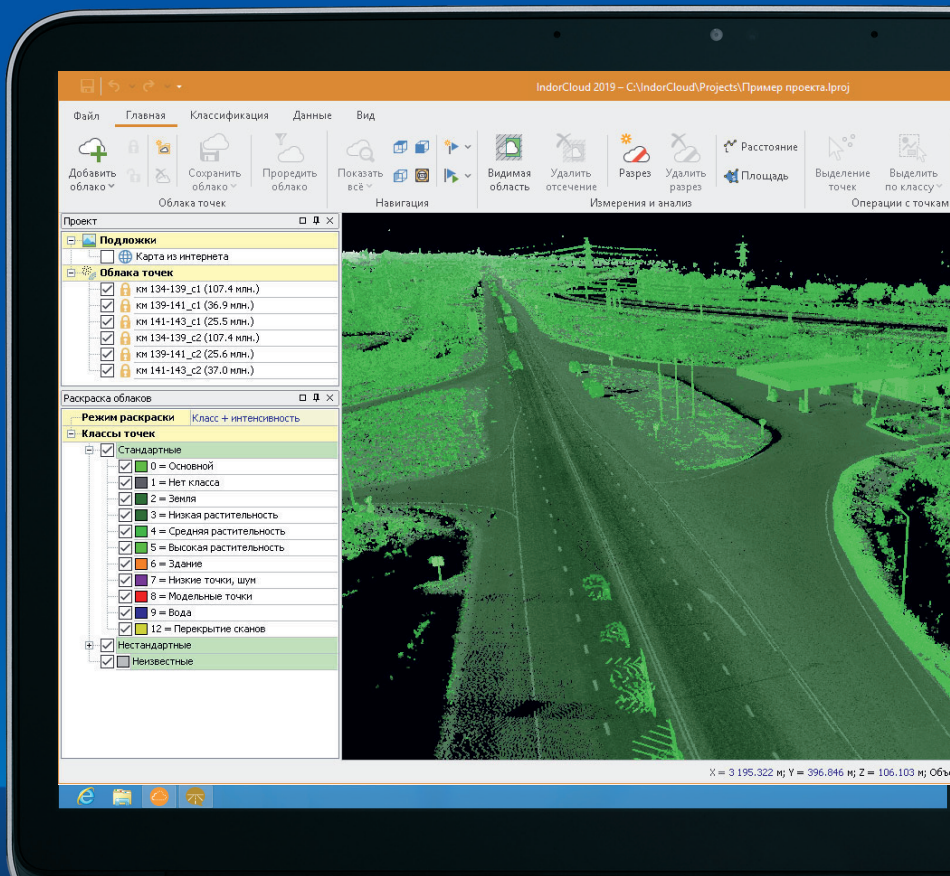 IndorCloud 2019 – C:\IndorCloud\Projects\Пример проекта.lproj
Файл Главная Классификация Данные Вид
Добавить облако
Сохранить облако
Проредить облако
Показать всё
Видимая область
Удалить отсечение
Разрез
Удалить разрез
Расстояние
Площадь
Выделение точек
Выделить по классу
Облака точек Навигация Измерения и анализ Операции с точкам
Проект
Подложки
Карта из интернета
Облака точек
км 134-139_c1 (107.4 млн.)
км 139-141_c1 (36.9 млн.)
км 141-143_c1 (25.5 млн.)
км 134-139_c2 (107.4 млн.)
км 139-141_c2 (25.6 млн.)
км 141-143_c2 (37.0 млн.)
Раскраска облаков
Режим раскраски Класс + интенсивность
Классы точек
Стандартные
0 = Основной
1 = Нет класса
2 = Земля
3 = Низкая растительность
4 = Средняя растительность
5 = Высокая растительность
6 = Здание
7 = Низкие точки, шум
8 = Модельные точки
9 = Вода
12 = Перекрытие сканов
Нестандартные
Неизвестные
X = 3 195.322 м; Y = 396.846 м; Z = 106.103 м; Объ